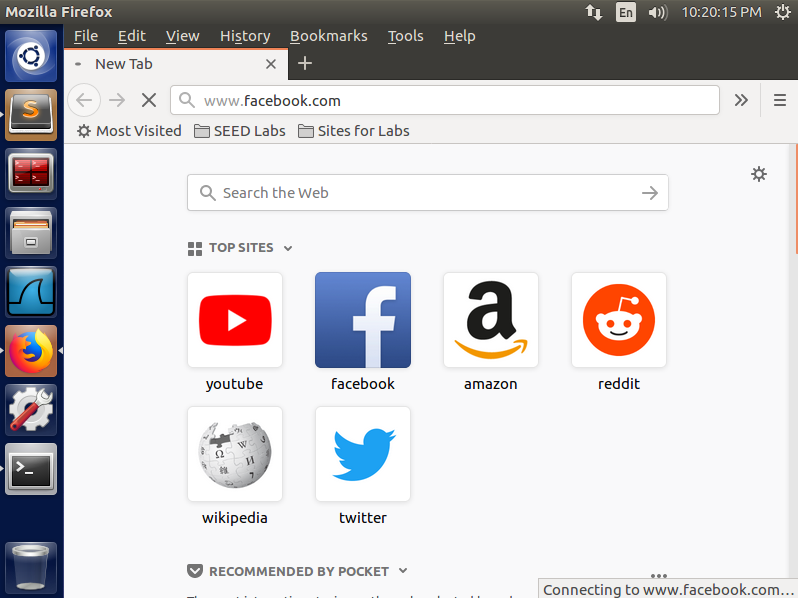 Mozilla Firefox En 10:20:15 PM
File Edit View History Bookmarks Tools Help
New Tab
www.facebook.com
Most Visited SEED Labs Sites for Labs
Search the Web
TOP SITES
youtube facebook amazon reddit
wikipedia twitter
RECOMMENDED BY POCKET
Connecting to www.facebook.com...